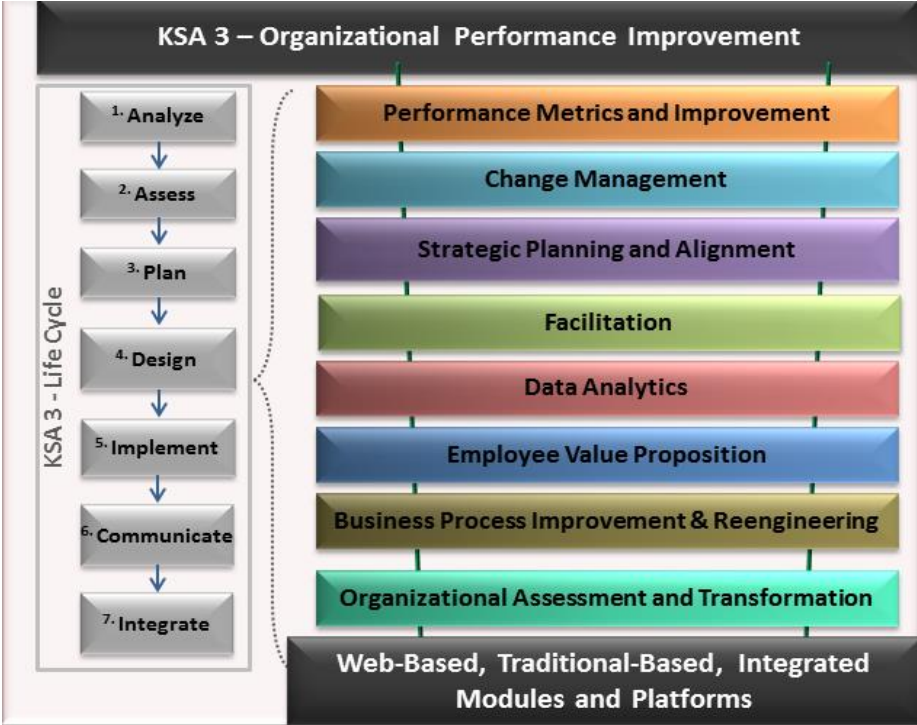 KSA 3 – Organizational Performance Improvement
KSA 3 - Life Cycle
1. Analyze
2. Assess
3. Plan
4. Design
5. Implement
6. Communicate
7. Integrate
Performance Metrics and Improvement
Change Management
Strategic Planning and Alignment
Facilitation
Data Analytics
Employee Value Proposition
Business Process Improvement & Reengineering
Organizational Assessment and Transformation
Web-Based, Traditional-Based, Integrated
Modules and Platforms